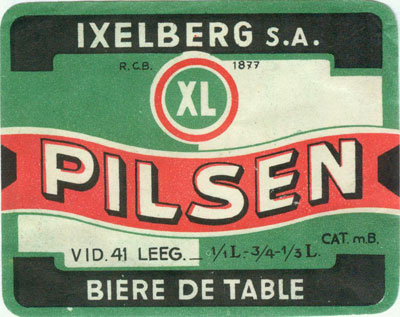 IXELBERG S.A.
R.C.B. 1877
XL
PILSEN
CAT. m.B.
VID. 41 LEEG. _ 1/1 L - 3/4 - 1/3 L.
BIÈRE DE TABLE